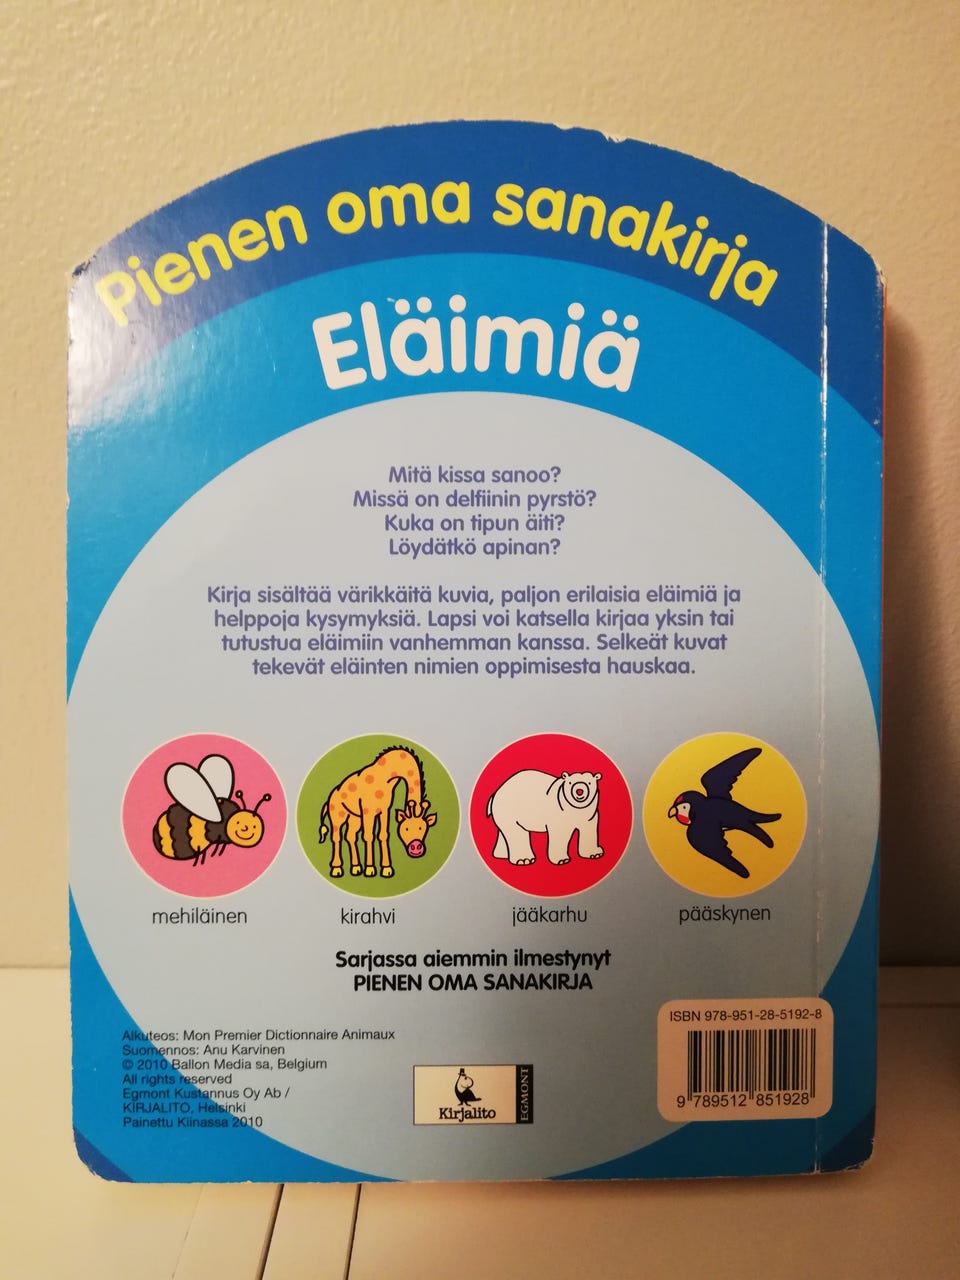 Pienen oma sanakirja
Eläimiä
Mitä kissa sanoo?
Missä on delfiinin pyrstö?
Kuka on tipun äiti?
Löydätkö apinan?
Kirja sisältää värikkäitä kuvia, paljon erilaisia eläimiä ja
helppoja kysymyksiä. Lapsi voi katsella kirjaa yksin tai
tutustua eläimiin vanhemman kanssa. Selkeät kuvat
tekevät eläinten nimien oppimisesta hauskaa.
mehiläinen
kirahvi
jääkarhu
pääskynen
Sarjassa aiemmin ilmestynyt
PIENEN OMA SANAKIRJA
Alkuteos: Mon Premier Dictionnaire Animaux
Suomennos: Anu Karvinen
© 2010 Ballon Media sa, Belgium
All rights reserved
Egmont Kustannus Oy Ab /
KIRJALITO, Helsinki
Painettu Kiinassa 2010
Kirjalito
EGMONT
ISBN 978-951-28-5192-8
9 789512 851928